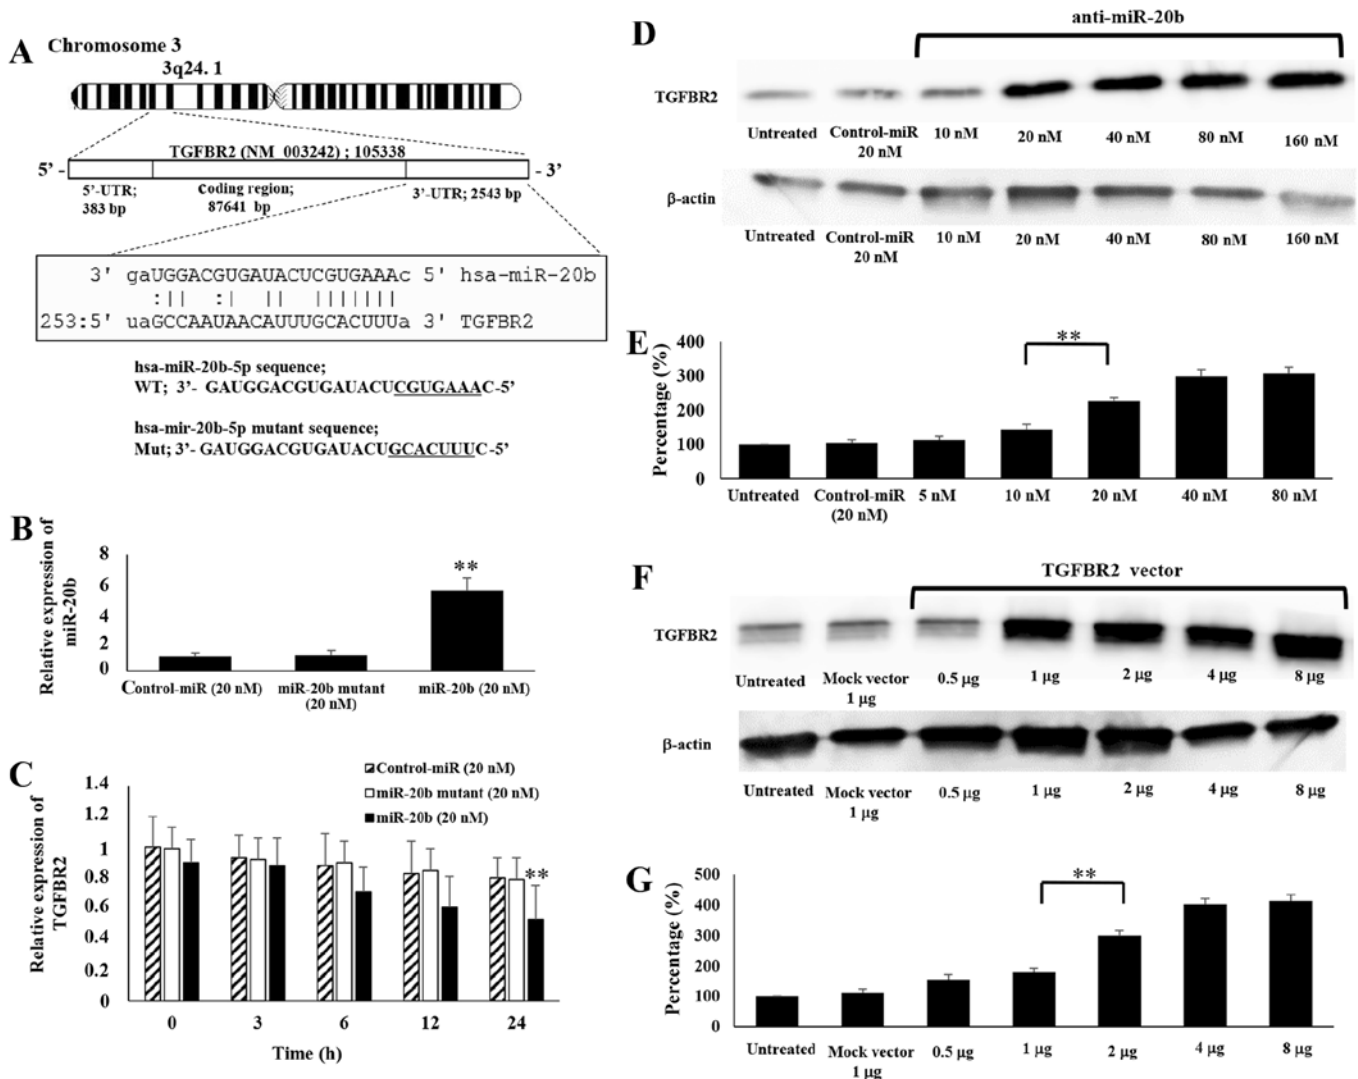 A
Chromosome 3
3q24. 1
TGFBR2 (NM_003242) ; 105338
5’ -
- 3’
5’-UTR;
383 bp
Coding region;
87641 bp
3’-UTR; 2543 bp
3' gaUGGACGUGAUACUCGUGAAAc 5' hsa-miR-20b
:|| :| || |||||||
253:5' uaGCCAAUAACAUUUGCACUUUa 3' TGFBR2
hsa-miR-20b-5p sequence;
WT; 3’- GAUGGACGUGAUACUCGUGAAAC-5’
hsa-mir-20b-5p mutant sequence;
Mut; 3’- GAUGGACGUGAUACUGCACUUUC-5’
B
Relative expression of
miR-20b
8
6
4
2
0
Control-miR (20 nM)
miR-20b mutant
(20 nM)
miR-20b (20 nM)
**
C
Relative expression of
TGFBR2
Control-miR (20 nM)
miR-20b mutant (20 nM)
miR-20b (20 nM)
1.4
1.2
1
0.8
0.6
0.4
0.2
0
**
0 3 6 12 24
Time (h)
D
anti-miR-20b
TGFBR2
Untreated
Control-miR
20 nM
10 nM
20 nM
40 nM
80 nM
160 nM
β-actin
Untreated
Control-miR
20 nM
10 nM
20 nM
40 nM
80 nM
160 nM
E
Percentage (%)
400
300
200
100
0
**
Untreated
Control-miR
(20 nM)
5 nM
10 nM
20 nM
40 nM
80 nM
F
TGFBR2 vector
TGFBR2
Untreated
Mock vector
1 μg
0.5 μg
1 μg
2 μg
4 μg
8 μg
β-actin
Untreated
Mock vector
1 μg
0.5 μg
1 μg
2 μg
4 μg
8 μg
G
Percentage (%)
500
400
300
200
100
0
**
Untreated
Mock vector
1 μg
0.5 μg
1 μg
2 μg
4 μg
8 μg